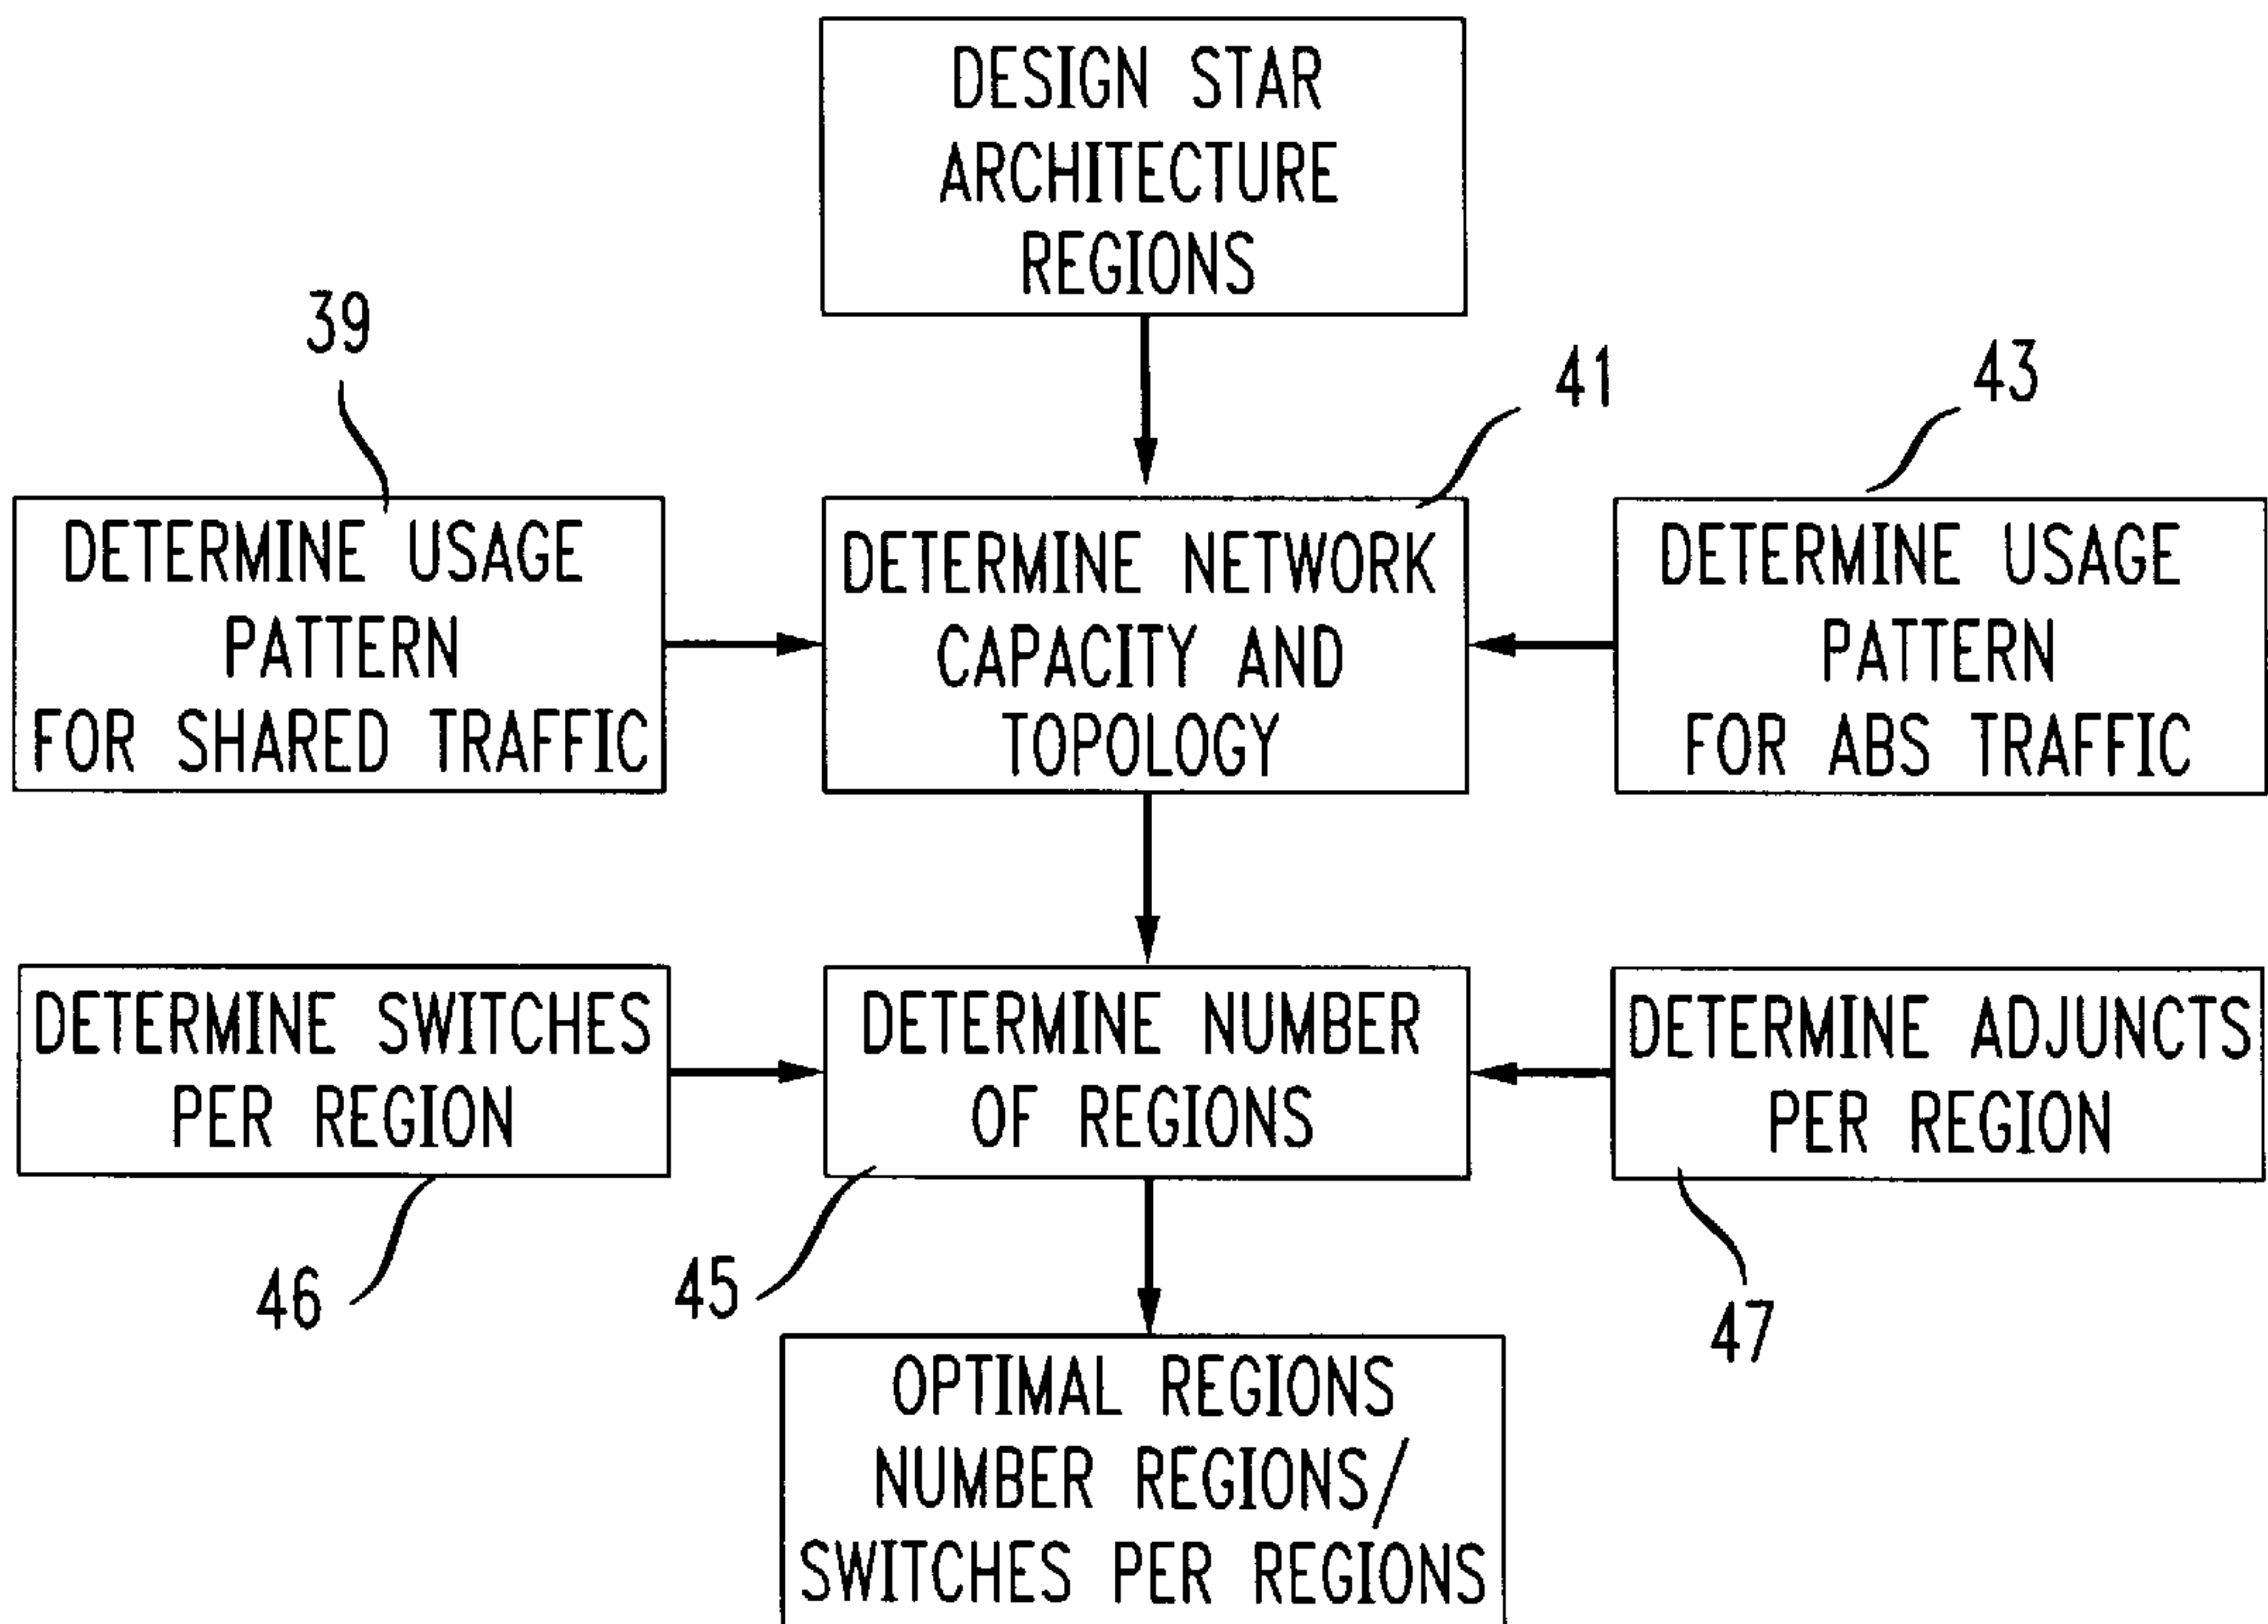 DESIGN STAR
ARCHITECTURE
REGIONS
39
41
43
DETERMINE USAGE
PATTERN
FOR SHARED TRAFFIC
DETERMINE NETWORK
CAPACITY AND
TOPOLOGY
DETERMINE USAGE
PATTERN
FOR ABS TRAFFIC
DETERMINE SWITCHES
PER REGION
DETERMINE NUMBER
OF REGIONS
DETERMINE ADJUNCTS
PER REGION
46
45
47
OPTIMAL REGIONS
NUMBER REGIONS/
SWITCHES PER REGIONS